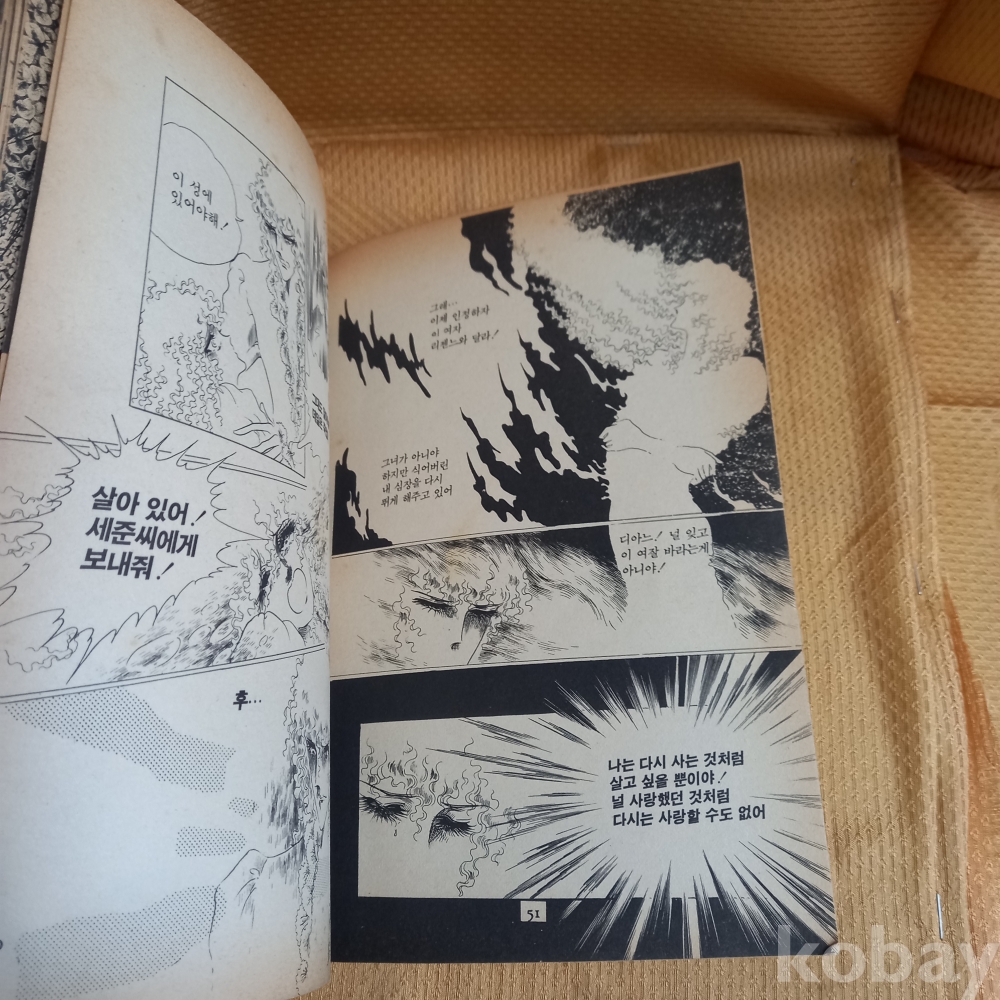 이 성에
있어야해!
살아 있어!
세준씨에게
보내줘!
후…
그래…
이제 인정하자
이 여자
리젠느와 달라!
그녀가 아니야
하지만 식어버린
내 심장을 다시
뛰게 해주고 있어
디아느! 널 잊고
이 여잘 바라는게
아니야!
나는 다시 사는 것처럼
살고 싶을 뿐이야!
널 사랑했던 것처럼
다시는 사랑할 수도 없어
51
kobay